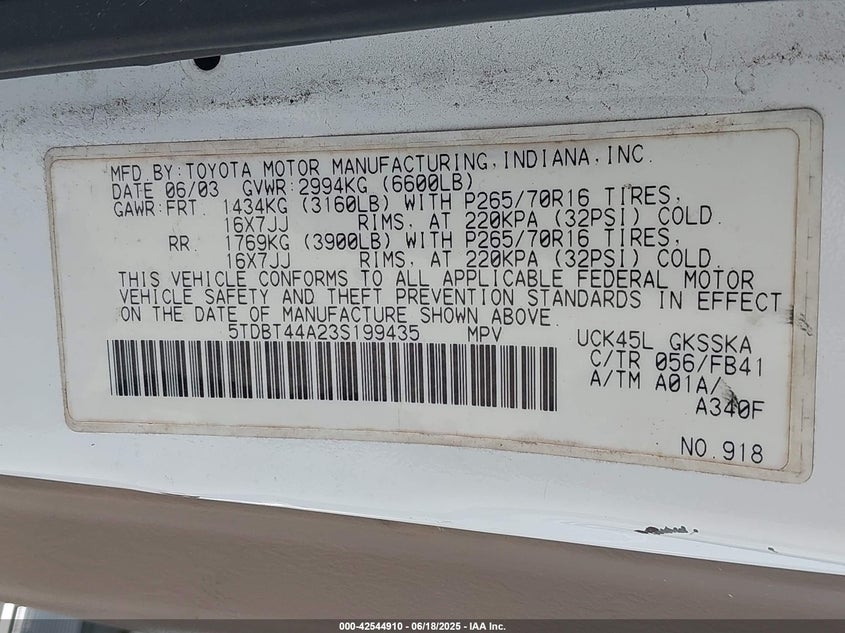 MFD.BY:TOYOTA MOTOR MANUFACTURING,INDIANA,INC.
DATE 06/03 GVWR:2994KG (6600LB)
GAWR:FRT. 1434KG (3160LB) WITH P265/70R16 TIRES,
16X7JJ RIMS, AT 220KPA (32PSI) COLD.
RR. 1769KG (3900LB) WITH P265/70R16 TIRES,
16X7JJ RIMS, AT 220KPA (32PSI) COLD.
THIS VEHICLE CONFORMS TO ALL APPLICABLE FEDERAL MOTOR
VEHICLE SAFETY AND THEFT PREVENTION STANDARDS IN EFFECT
ON THE DATE OF MANUFACTURE SHOWN ABOVE.
5TDBT44A23S199435 MPV
UCK45L GKSSKA
C/TR 056/FB41
A/TM A01A/
A340F
NO.918
000-42544910 - 06/18/2025 - IAA Inc.